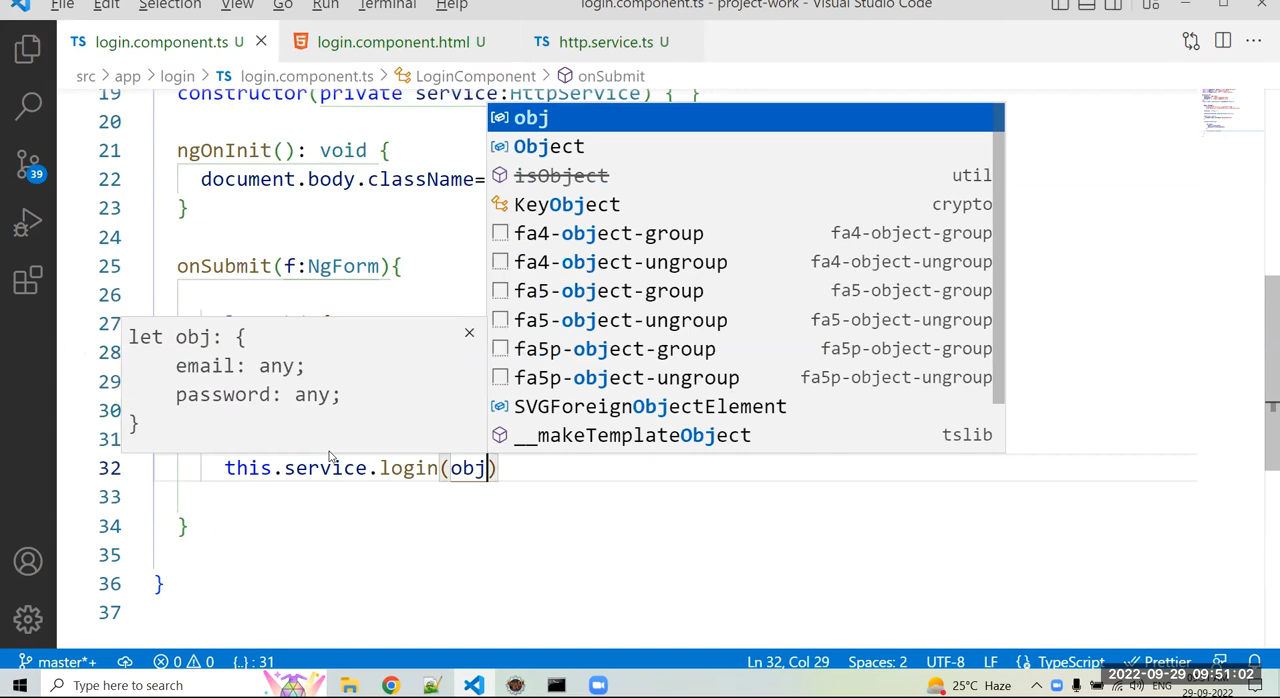 File Edit Selection View Go Run Terminal Help login.component.ts - project-work - Visual Studio Code
TS login.component.ts U login.component.html U TS http.service.ts U
src > app > login > TS login.component.ts > LoginComponent > onSubmit
19 constructor(private service:HttpService) { }
20
21 ngOnInit(): void {
22 document.body.className=
23 }
24
25 onSubmit(f:NgForm){
26
27
28
29
30
31
32 this.service.login(obj)
33
34 }
35
36 }
37
obj
Object
isObject util
KeyObject crypto
fa4-object-group fa4-object-group
fa4-object-ungroup fa4-object-ungroup
fa5-object-group fa5-object-group
fa5-object-ungroup fa5-object-ungroup
fa5p-object-group fa5p-object-group
fa5p-object-ungroup fa5p-object-ungroup
SVGForeignObjectElement
__makeTemplateObject tslib
let obj: {
email: any;
password: any;
}
39
master*+ 0 0 {..} : 31 Ln 32, Col 29 Spaces: 2 UTF-8 LF TypeScript Prettier
Type here to search 25°C Haze ENG
2022-09-29 09:51:02
29-09-2022